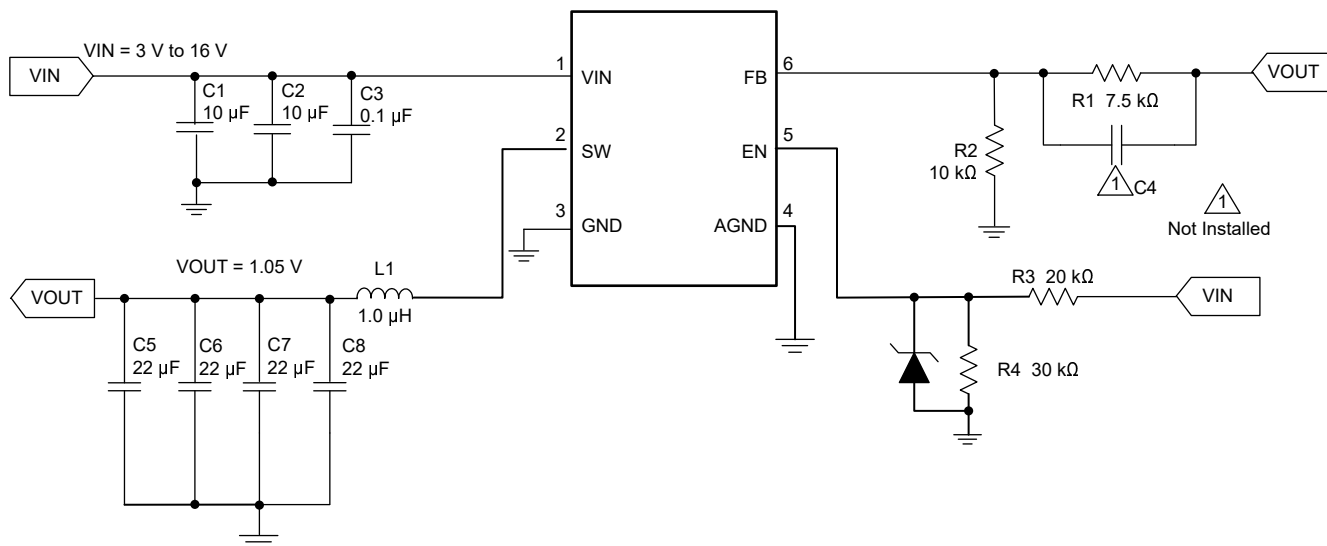 VIN = 3 V to 16 V
VIN
C1
10 µF
C2
10 µF
C3
0.1 µF
1
VIN
2
SW
3
GND
6
FB
5
EN
4
AGND
R1 7.5 kΩ
VOUT
R2
10 kΩ
1
C4
1
Not Installed
VOUT = 1.05 V
VOUT
L1
1.0 µH
C5
22 µF
C6
22 µF
C7
22 µF
C8
22 µF
R3 20 kΩ
VIN
R4 30 kΩ